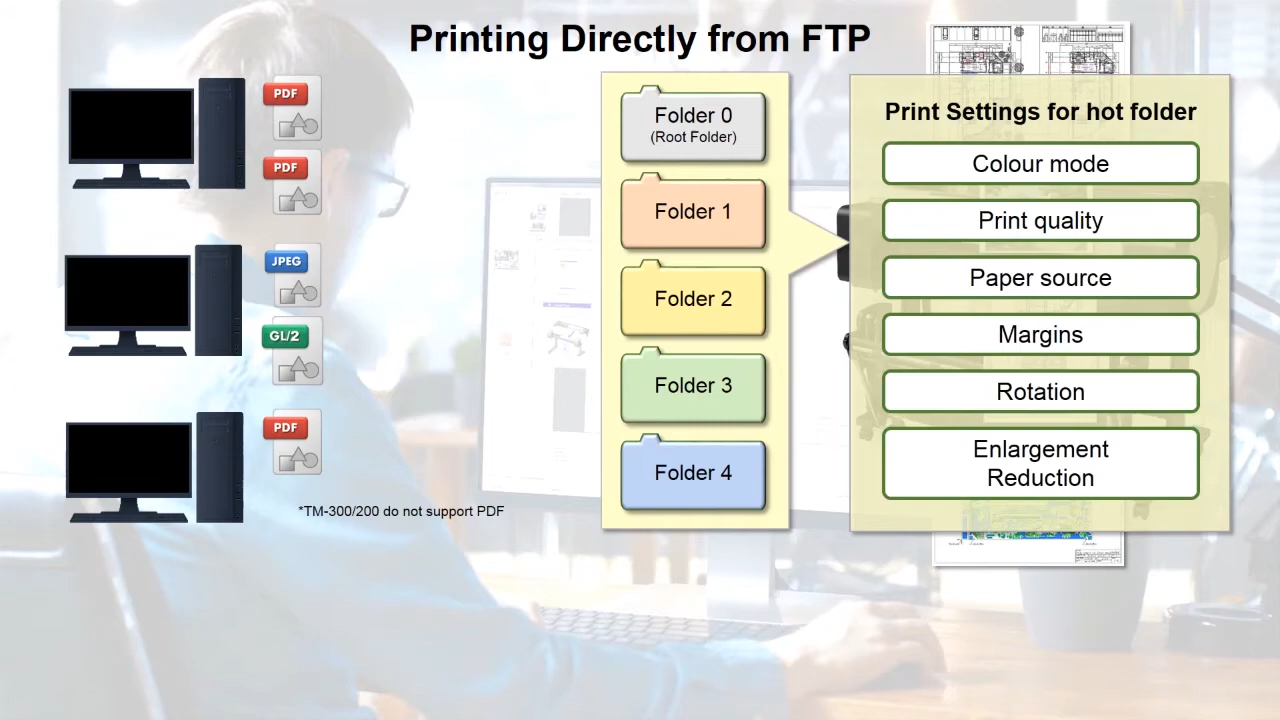 Printing Directly from FTP
PDF
PDF
JPEG
GL/2
PDF
*TM-300/200 do not support PDF
Folder 0
(Root Folder)
Folder 1
Folder 2
Folder 3
Folder 4
Print Settings for hot folder
Colour mode
Print quality
Paper source
Margins
Rotation
Enlargement
Reduction